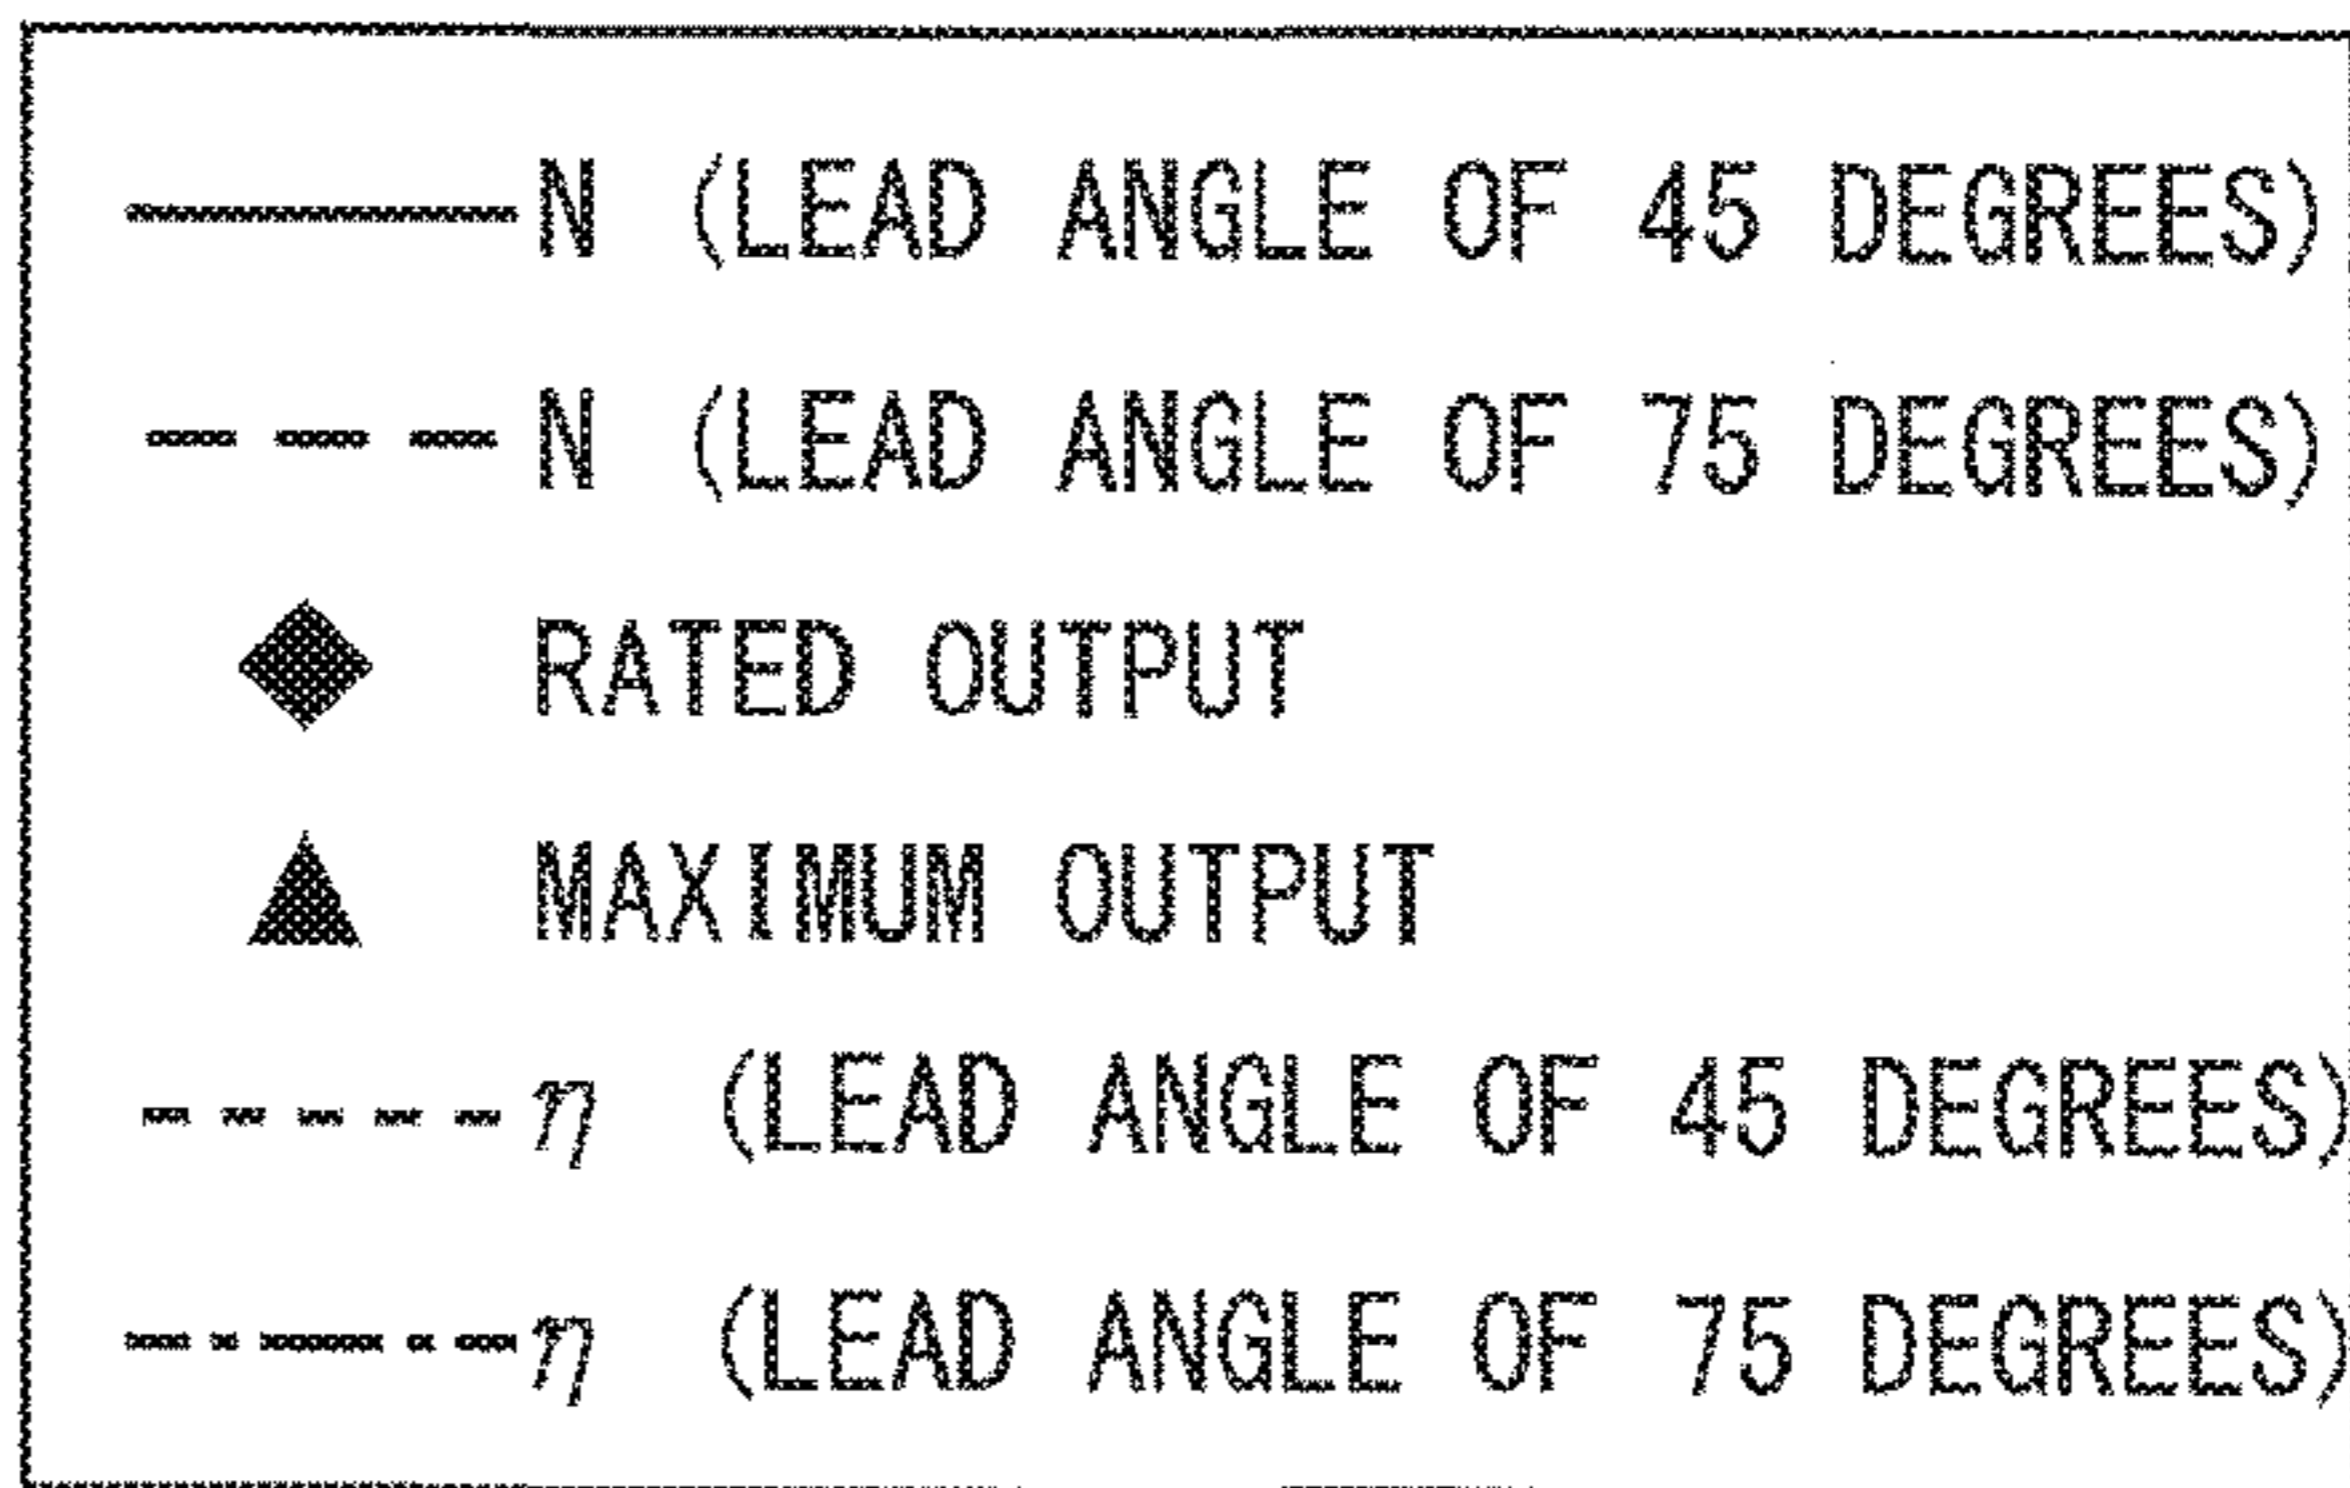 N (LEAD ANGLE OF 45 DEGREES)
N (LEAD ANGLE OF 75 DEGREES)
RATED OUTPUT
MAXIMUM OUTPUT
η (LEAD ANGLE OF 45 DEGREES)
η (LEAD ANGLE OF 75 DEGREES)